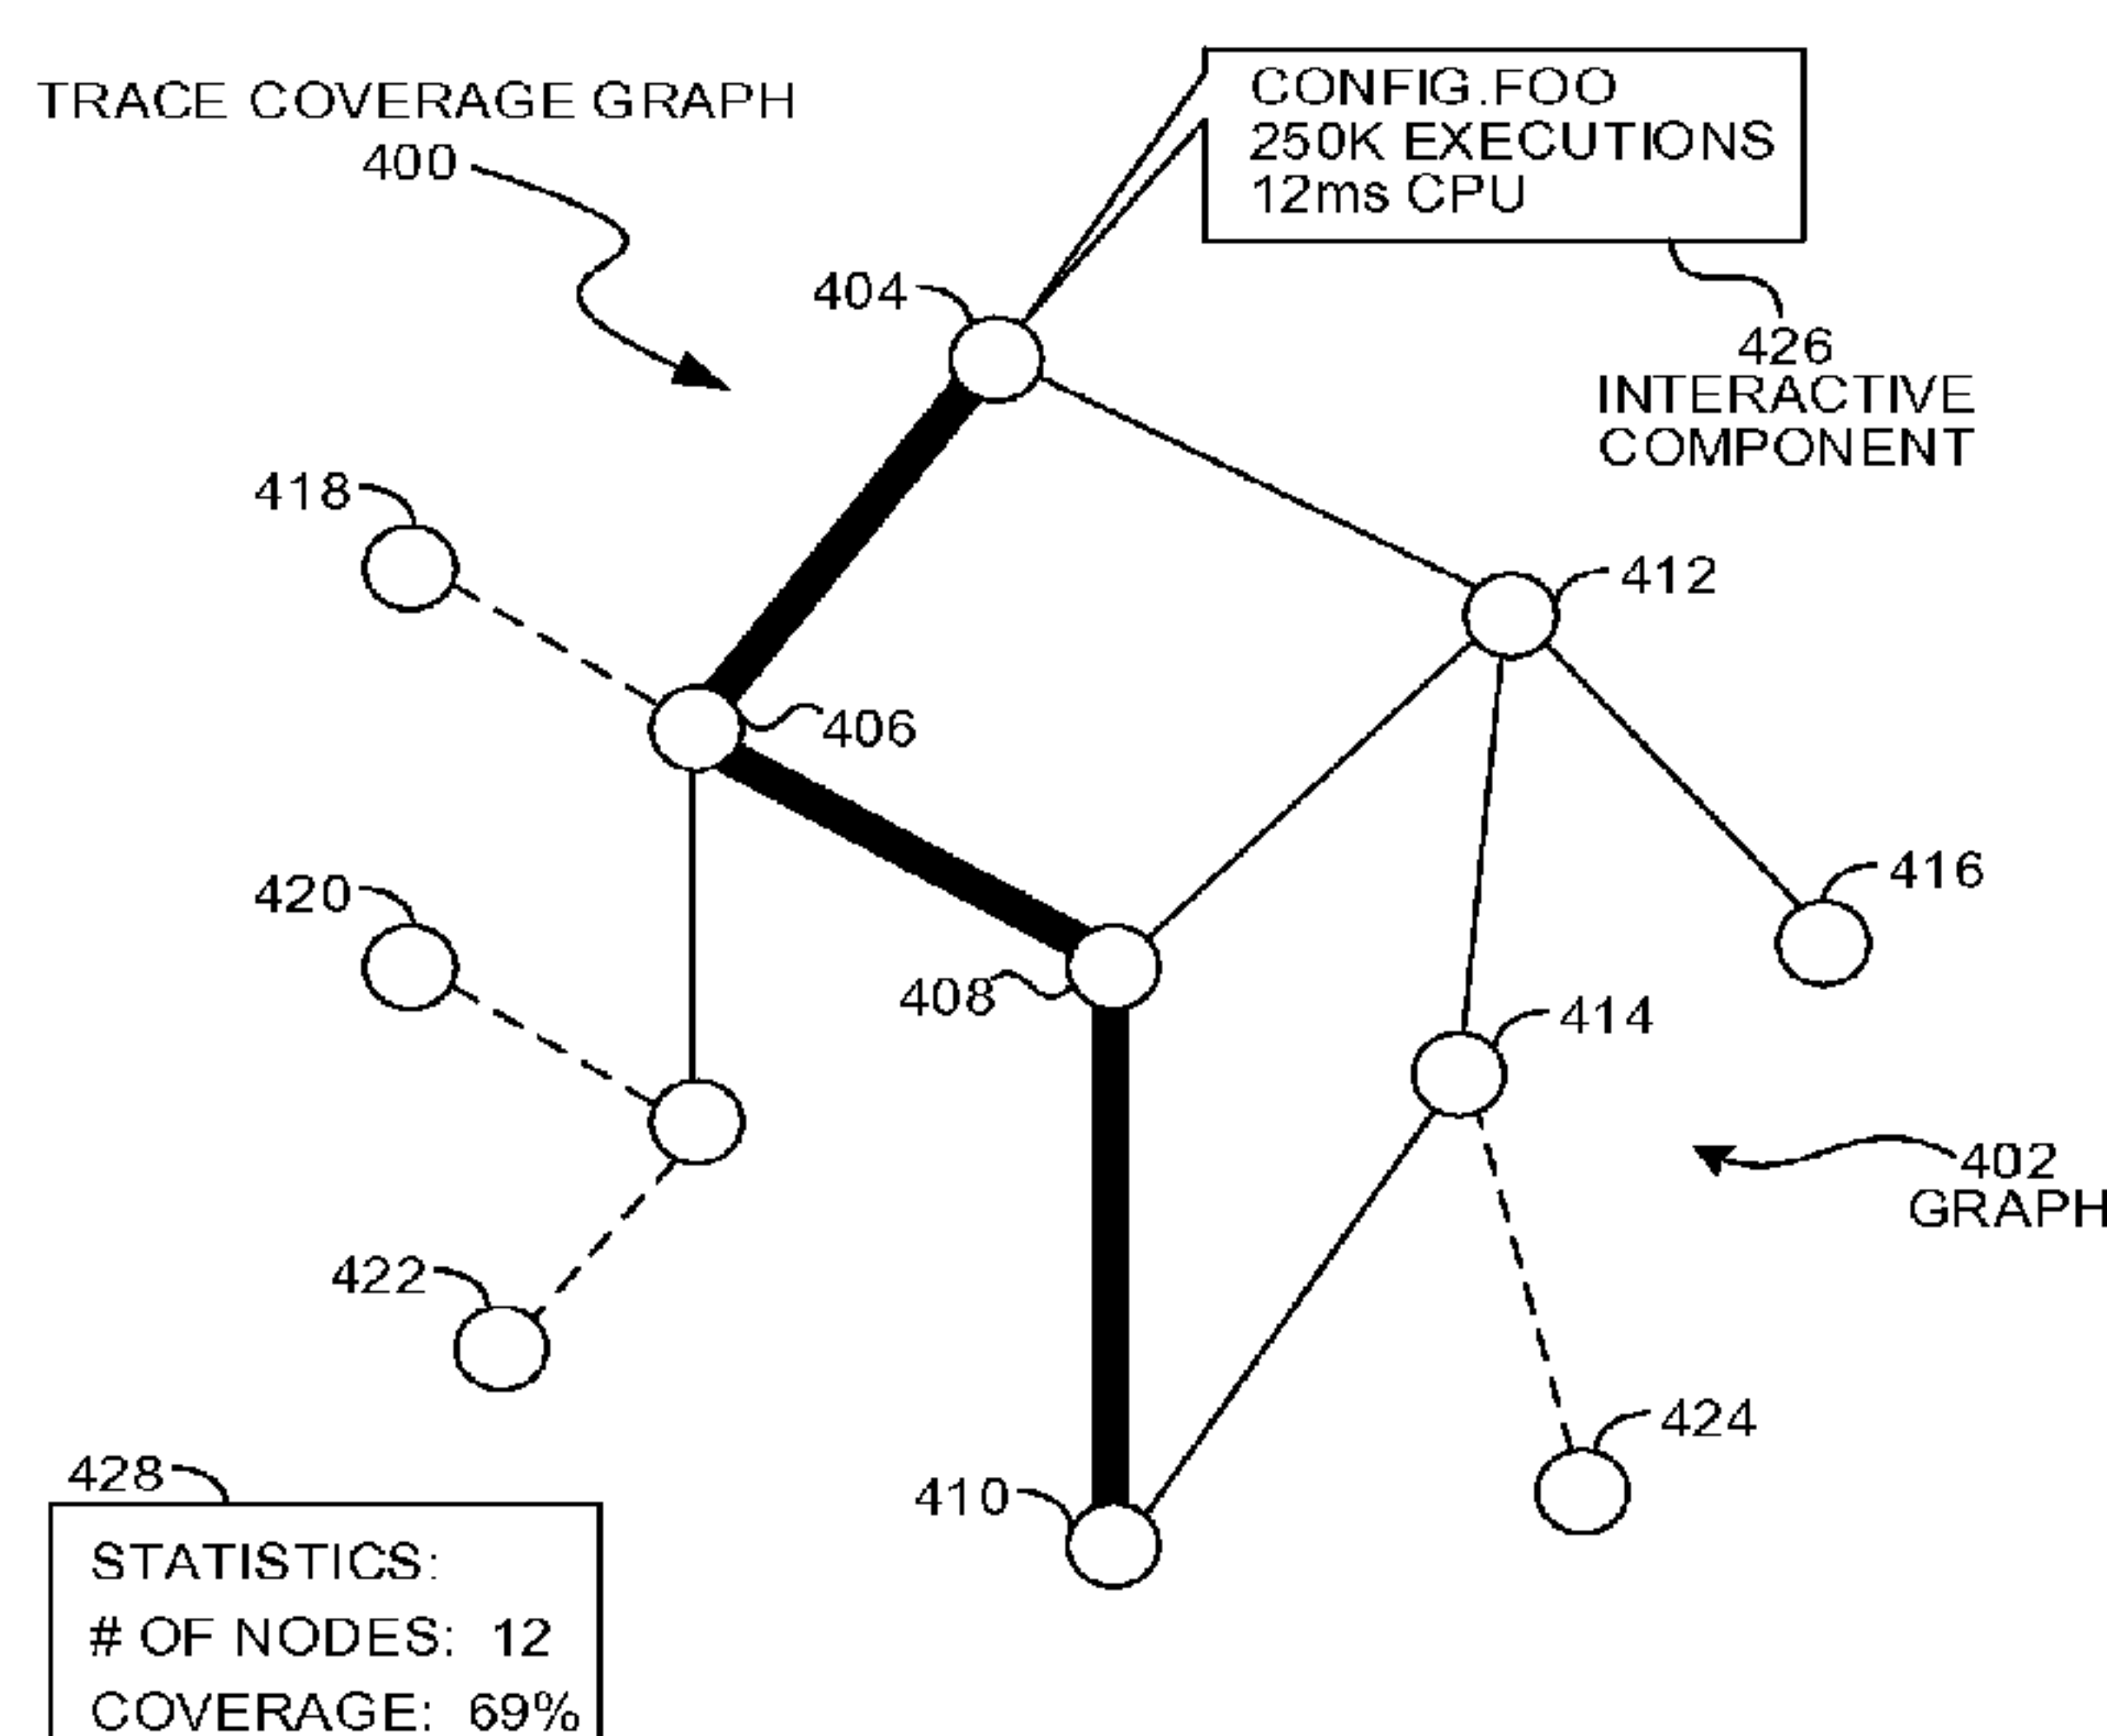 TRACE COVERAGE GRAPH
400
CONFIG.FOO
250K EXECUTIONS
12ms CPU
404
426
INTERACTIVE
COMPONENT
418
412
406
420
416
408
414
402
GRAPH
422
424
428
410
STATISTICS:
# OF NODES: 12
COVERAGE: 69%